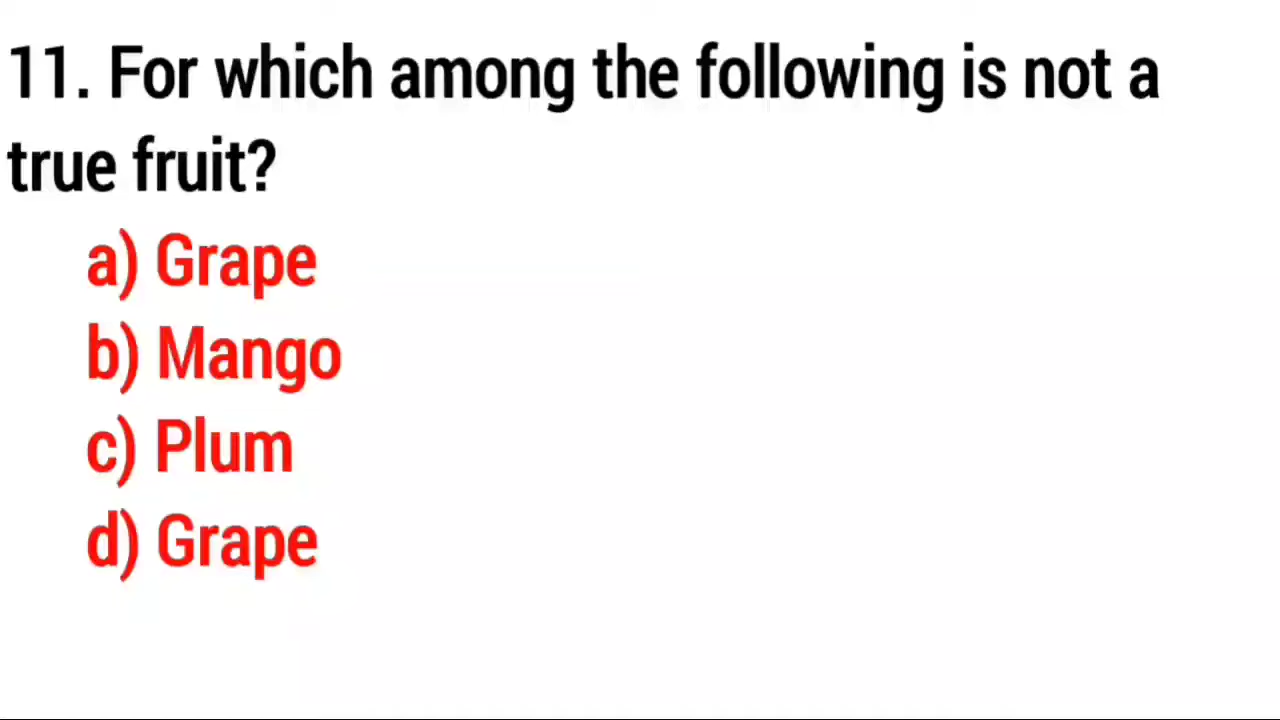 11. For which among the following is not a
true fruit?
a) Grape
b) Mango
c) Plum
d) Grape